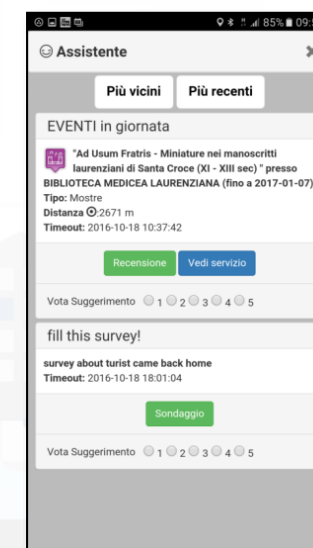 85% 09:
Assistente
Più vicini Più recenti
EVENTI in giornata
"Ad Usum Fratris - Miniature nei manoscritti
laurenziani di Santa Croce (XI - XIII sec) " presso
BIBLIOTECA MEDICEA LAURENZIANA (fino a 2017-01-07)
Tipo: Mostre
Distanza :2671 m
Timeout: 2016-10-18 10:37:42
Recensione Vedi servizio
Vota Suggerimento 1 2 3 4 5
fill this survey!
survey about turist came back home
Timeout: 2016-10-18 18:01:04
Sondaggio
Vota Suggerimento 1 2 3 4 5